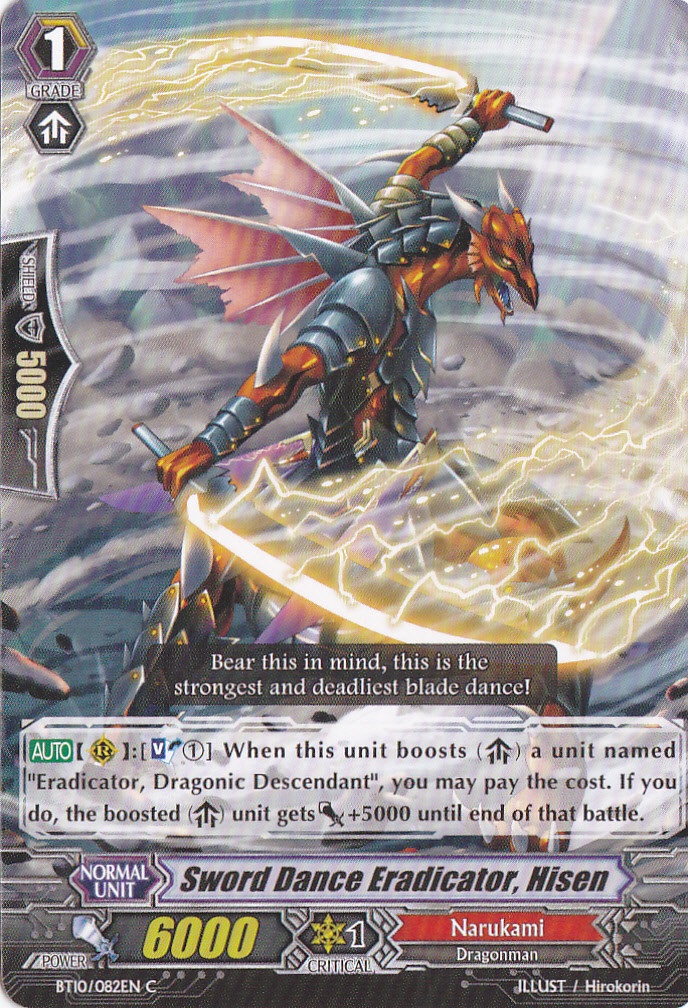 1
GRADE
SHIELD
5000
Bear this in mind, this is the
strongest and deadliest blade dance!
AUTO【R】:[V①] When this unit boosts ( ) a unit named
"Eradicator, Dragonic Descendant", you may pay the cost. If you
do, the boosted ( ) unit gets +5000 until end of that battle.
NORMAL
UNIT
Sword Dance Eradicator, Hisen
POWER
6000
1
CRITICAL
Narukami
Dragonman
BT10/082EN C
ILLUST / Hirokorin